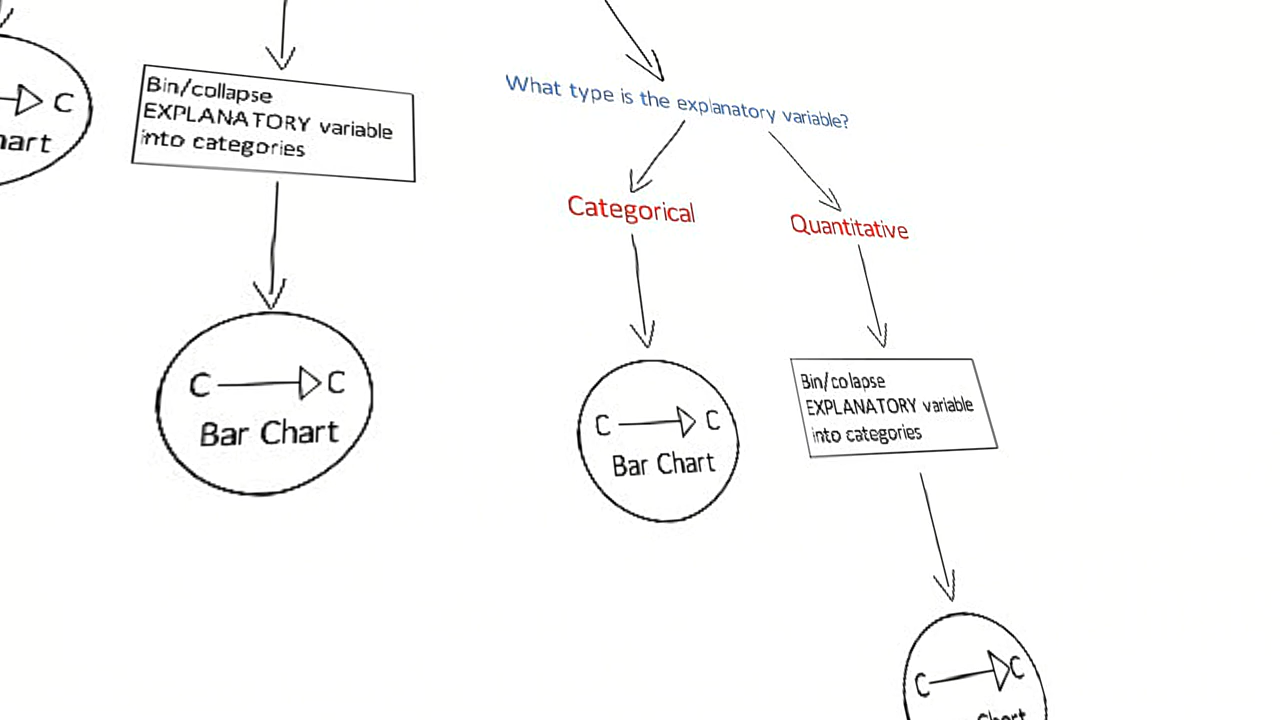 C
Bin/collapse
EXPLANATORY variable
into categories
C C
Bar Chart
What type is the explanatory variable?
Categorical
Quantitative
C C
Bar Chart
Bin/colapse
EXPLANATORY variable
into categories
C C